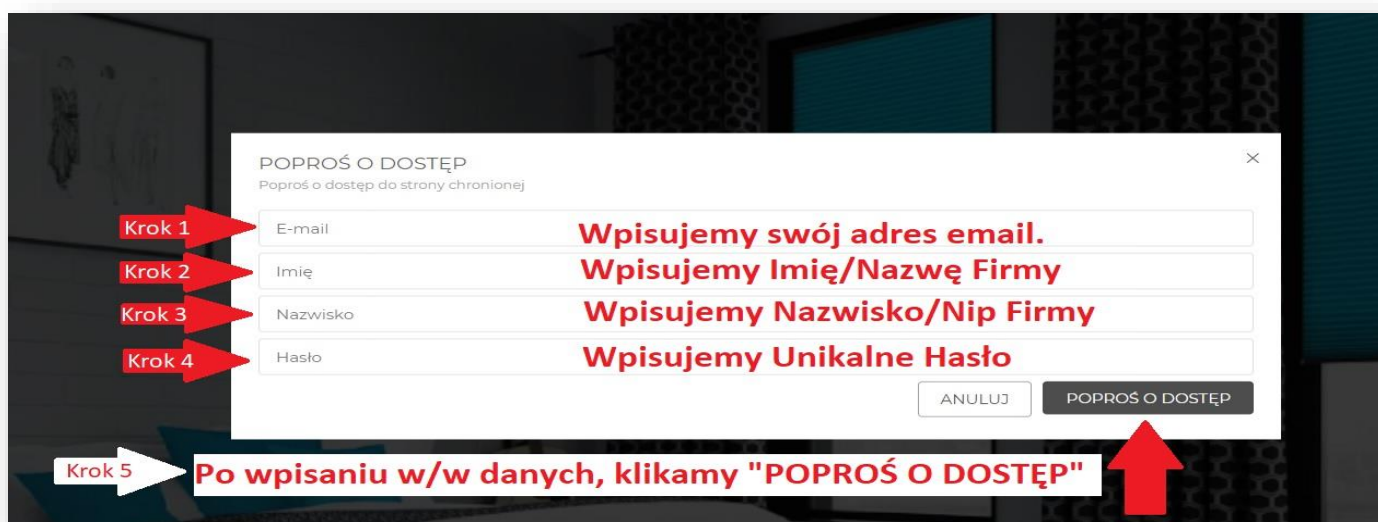 POPROŚ O DOSTĘP
Poproś o dostęp do strony chronionej
Krok 1 E-mail Wpisujemy swój adres email.
Krok 2 Imię Wpisujemy Imię/Nazwę Firmy
Krok 3 Nazwisko Wpisujemy Nazwisko/Nip Firmy
Krok 4 Hasło Wpisujemy Unikalne Hasło
ANULUJ POPROŚ O DOSTĘP
Krok 5 Po wpisaniu w/w danych, klikamy "POPROŚ O DOSTĘP"